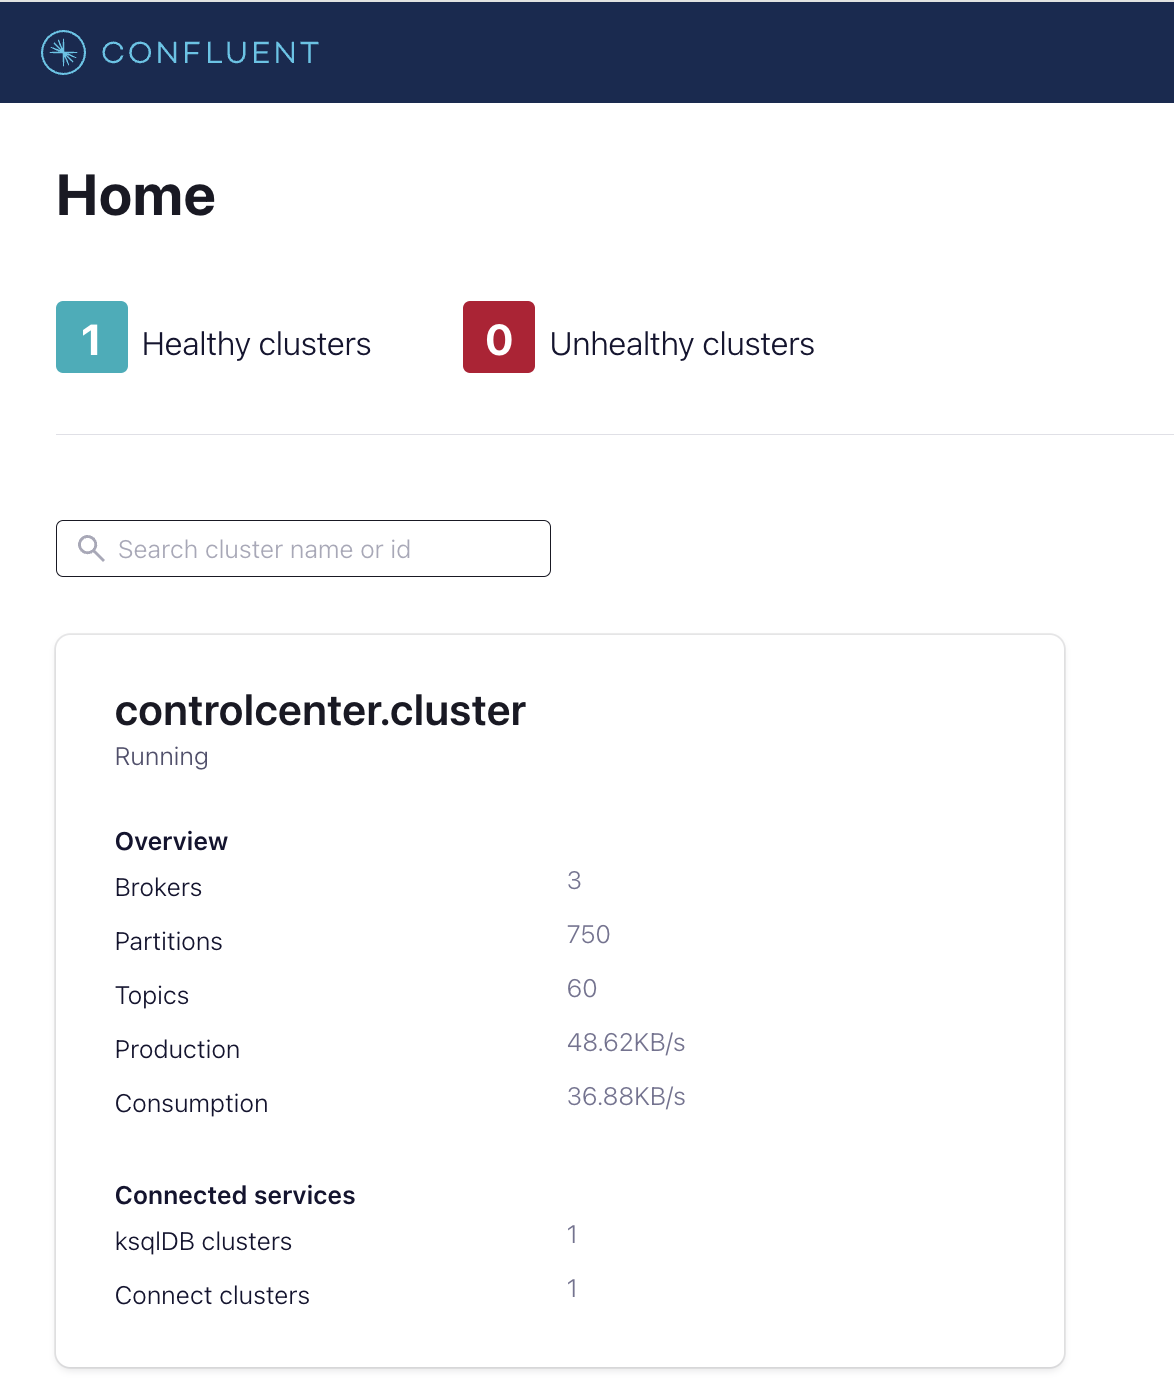 CONFLUENT
Home
1 Healthy clusters
0 Unhealthy clusters
Search cluster name or id
controlcenter.cluster
Running
Overview
Brokers 3
Partitions 750
Topics 60
Production 48.62KB/s
Consumption 36.88KB/s
Connected services
ksqlDB clusters 1
Connect clusters 1